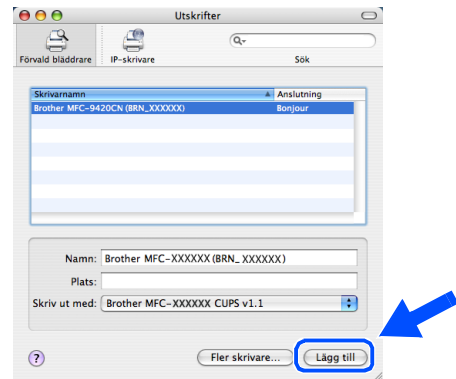 Utskrifter
Förvald bläddrare IP-skrivare Sök
Skrivarnamn Anslutning
Brother MFC-9420CN (BRN_XXXXXX) Bonjour
Namn: Brother MFC-XXXXXX (BRN_ XXXXXX)
Plats:
Skriv ut med: Brother MFC-XXXXXX CUPS v1.1
? Fler skrivare... Lägg till